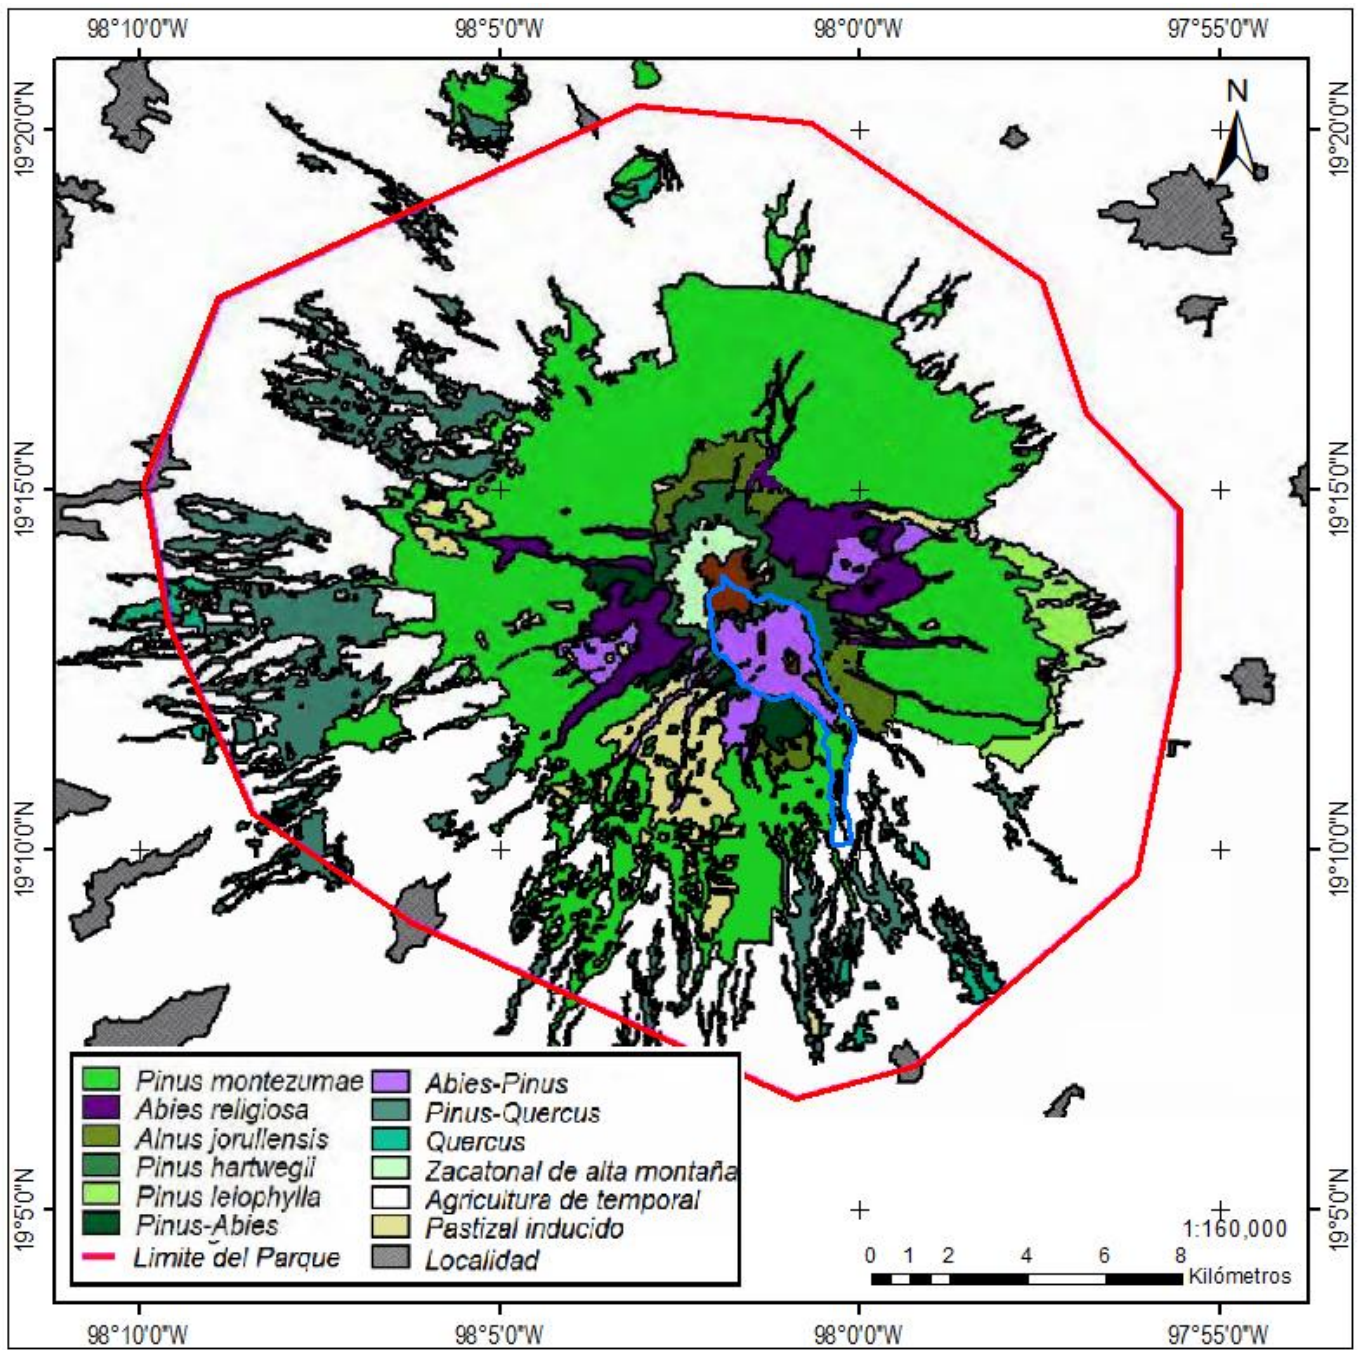 98°10'0"W 98°5'0"W 98°0'0"W 97°55'0"W
19°20'0"N 19°20'0"N
N
19°15'0"N 19°15'0"N
19°10'0"N 19°10'0"N
Pinus montezumae
Abies religiosa
Alnus jorullensis
Pinus hartwegii
Pinus leiophylla
Pinus-Abies
Limite del Parque
Abies-Pinus
Pinus-Quercus
Quercus
Zacatonal de alta montaña
Agricultura de temporal
Pastizal inducido
Localidad
19°5'0"N 19°5'0"N
1:160,000
0 1 2 4 6 8
Kilómetros
98°10'0"W 98°5'0"W 98°0'0"W 97°55'0"W